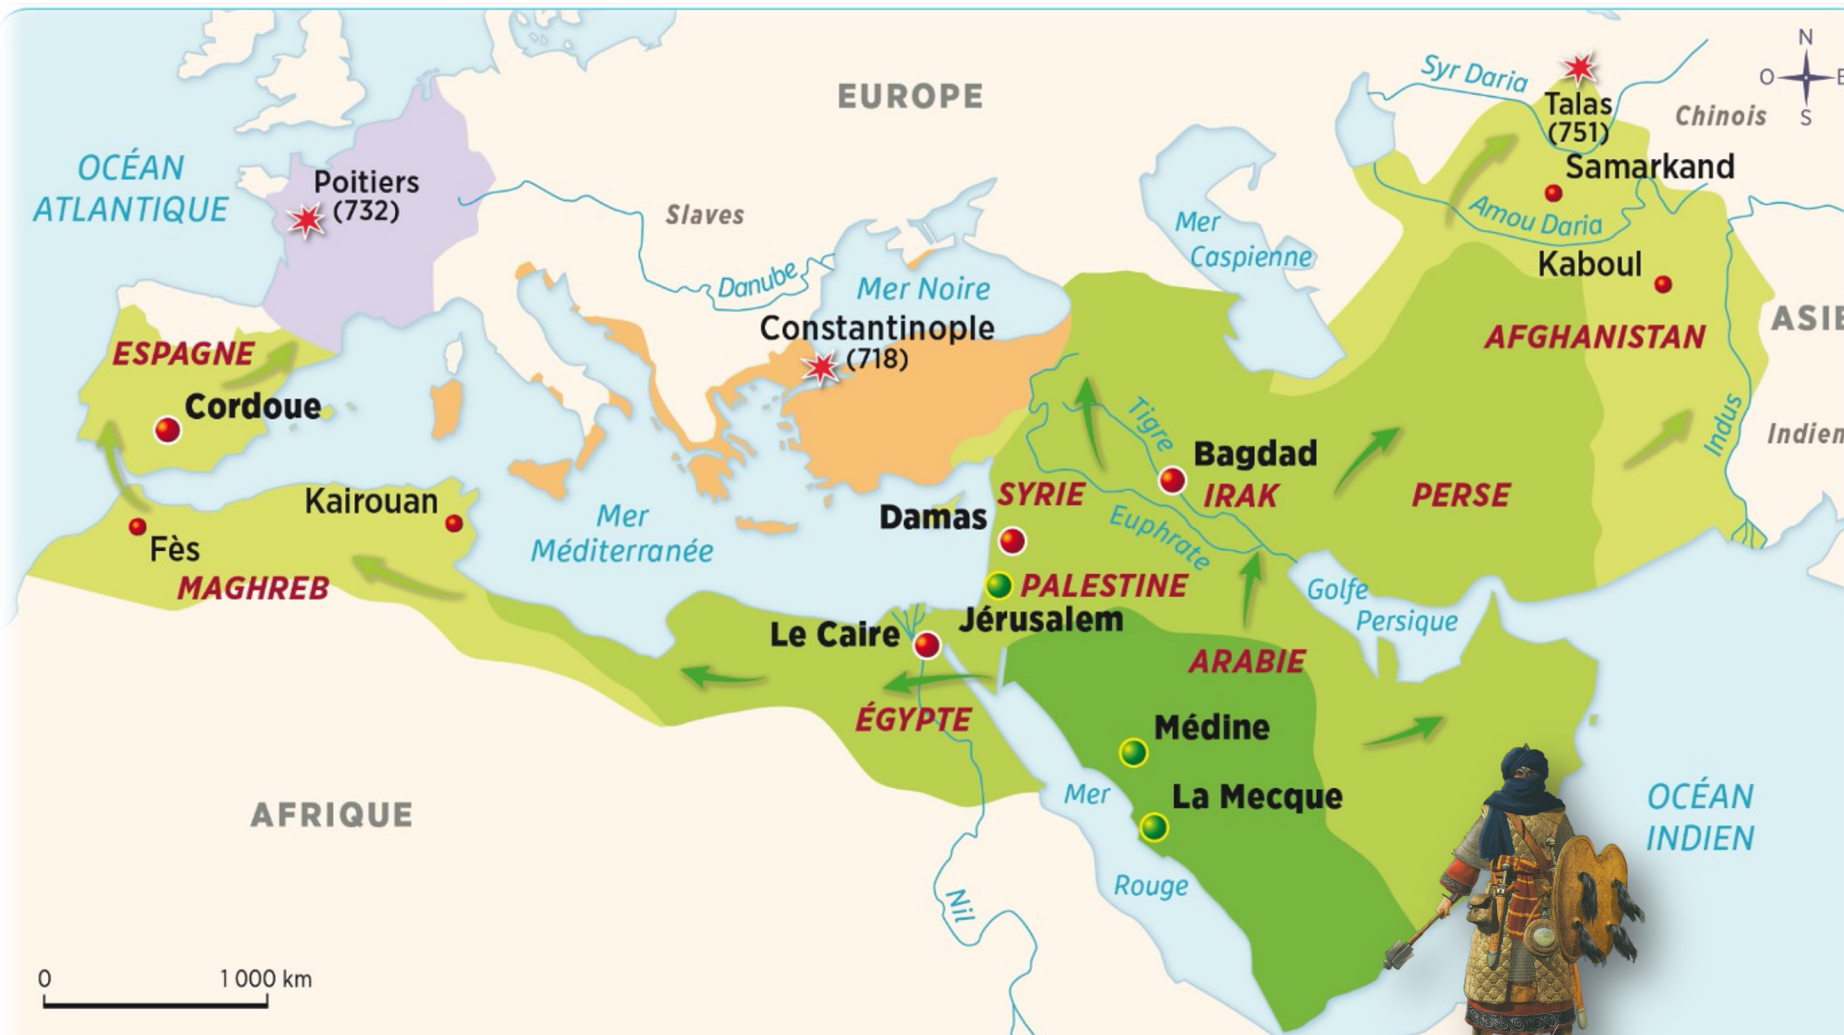 N
O
E
S
EUROPE
Syr Daria
Talas
(751)
Chinois
OCÉAN
ATLANTIQUE
Poitiers
(732)
Samarkand
Slaves
Amou Daria
Mer
Caspienne
Kaboul
Danube
Mer Noire
Constantinople
(718)
ASIE
AFGHANISTAN
ESPAGNE
Cordoue
Tigre
Indus
Indien
Bagdad
IRAK
SYRIE
PERSE
Kairouan
Damas
Mer
Méditerranée
Euphrate
Fès
MAGHREB
PALESTINE
Golfe
Persique
Jérusalem
Le Caire
ARABIE
ÉGYPTE
Médine
Mer
La Mecque
OCÉAN
INDIEN
AFRIQUE
Rouge
Nil
0
1 000 km